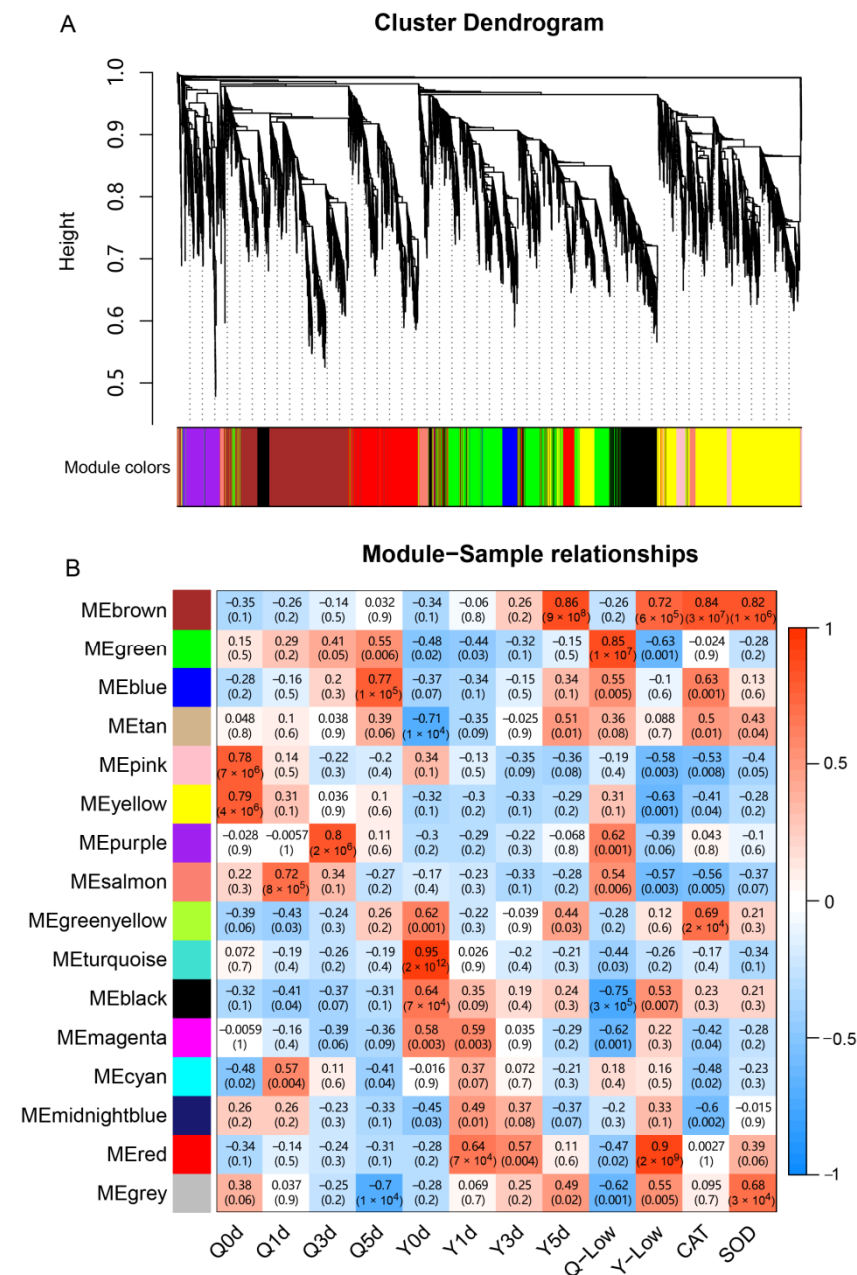 A
Cluster Dendrogram
Height
1.0
0.9
0.8
0.7
0.6
0.5
Module colors
B
Module−Sample relationships
MEbrown −0.35 −0.26 −0.14 0.032 −0.34 −0.06 0.26 0.86 −0.26 0.72 0.84 0.82
(0.1) (0.2) (0.5) (0.9) (0.1) (0.8) (0.2) (9 × 10⁸) (0.2) (6 × 10⁵) (3 × 10⁷) (1 × 10⁶)
MEgreen 0.15 0.29 0.41 0.55 −0.48 −0.44 −0.32 −0.15 0.85 −0.63 −0.024 −0.28
(0.5) (0.2) (0.05) (0.006) (0.02) (0.03) (0.1) (0.5) (1 × 10⁷) (0.001) (0.9) (0.2)
MEblue −0.28 −0.16 0.2 0.77 −0.37 −0.34 −0.15 0.34 0.55 −0.1 0.63 0.13
(0.2) (0.5) (0.3) (1 × 10⁵) (0.07) (0.1) (0.5) (0.1) (0.005) (0.6) (0.001) (0.6)
MEtan 0.048 0.1 0.038 0.39 −0.71 −0.35 −0.025 0.51 0.36 0.088 0.5 0.43
(0.8) (0.6) (0.9) (0.06) (1 × 10⁴) (0.09) (0.9) (0.01) (0.08) (0.7) (0.01) (0.04)
MEpink 0.78 0.14 −0.22 −0.2 0.34 −0.13 −0.35 −0.36 −0.19 −0.58 −0.53 −0.4
(7 × 10⁶) (0.5) (0.3) (0.4) (0.1) (0.5) (0.09) (0.08) (0.4) (0.003) (0.008) (0.05)
MEyellow 0.79 0.31 0.036 0.1 −0.32 −0.3 −0.33 −0.29 0.31 −0.63 −0.41 −0.28
(4 × 10⁶) (0.1) (0.9) (0.6) (0.1) (0.2) (0.1) (0.2) (0.1) (0.001) (0.04) (0.2)
MEpurple −0.028 −0.0057 0.8 0.11 −0.3 −0.29 −0.22 −0.068 0.62 −0.39 0.043 −0.1
(0.9) (1) (2 × 10⁶) (0.6) (0.2) (0.2) (0.3) (0.8) (0.001) (0.06) (0.8) (0.6)
MEsalmon 0.22 0.72 0.34 −0.27 −0.17 −0.23 −0.33 −0.28 0.54 −0.57 −0.56 −0.37
(0.3) (8 × 10⁵) (0.1) (0.2) (0.4) (0.3) (0.1) (0.2) (0.006) (0.003) (0.005) (0.07)
MEgreenyellow −0.39 −0.43 −0.24 0.26 0.62 −0.22 −0.039 0.44 −0.28 0.12 0.69 0.21
(0.06) (0.03) (0.3) (0.2) (0.001) (0.3) (0.9) (0.03) (0.2) (0.6) (2 × 10⁴) (0.3)
MEturquoise 0.072 −0.19 −0.26 −0.19 0.95 0.026 −0.2 −0.21 −0.44 −0.26 −0.17 −0.34
(0.7) (0.4) (0.2) (0.4) (2 × 10¹²) (0.9) (0.4) (0.3) (0.03) (0.2) (0.4) (0.1)
MEblack −0.32 −0.41 −0.37 −0.31 0.64 0.35 0.19 0.24 −0.75 0.53 0.23 0.21
(0.1) (0.04) (0.07) (0.1) (7 × 10⁴) (0.09) (0.4) (0.3) (3 × 10⁵) (0.007) (0.3) (0.3)
MEmagenta −0.0059 −0.16 −0.39 −0.36 0.58 0.59 0.035 −0.29 −0.62 0.22 −0.42 −0.28
(1) (0.4) (0.06) (0.09) (0.003) (0.003) (0.9) (0.2) (0.001) (0.3) (0.04) (0.2)
MEcyan −0.48 0.57 0.11 −0.41 −0.016 0.37 0.072 −0.21 0.18 0.16 −0.48 −0.23
(0.02) (0.004) (0.6) (0.04) (0.9) (0.07) (0.7) (0.3) (0.4) (0.5) (0.02) (0.3)
MEmidnightblue 0.26 0.26 −0.23 −0.33 −0.45 0.49 0.37 −0.37 −0.2 0.33 −0.6 −0.015
(0.2) (0.2) (0.3) (0.1) (0.03) (0.01) (0.08) (0.07) (0.3) (0.1) (0.002) (0.9)
MEred −0.34 −0.14 −0.24 −0.31 −0.28 0.64 0.57 0.11 −0.47 0.9 0.0027 0.39
(0.1) (0.5) (0.3) (0.1) (0.2) (7 × 10⁴) (0.004) (0.6) (0.02) (2 × 10⁹) (1) (0.06)
MEgrey 0.38 0.037 −0.25 −0.7 −0.28 0.069 0.25 0.49 −0.62 0.55 0.095 0.68
(0.06) (0.9) (0.2) (1 × 10⁴) (0.2) (0.7) (0.2) (0.02) (0.001) (0.005) (0.7) (3 × 10⁴)
Q0d Q1d Q3d Q5d Y0d Y1d Y3d Y5d Q−Low Y−Low CAT SOD
1
0.5
0
−0.5
−1